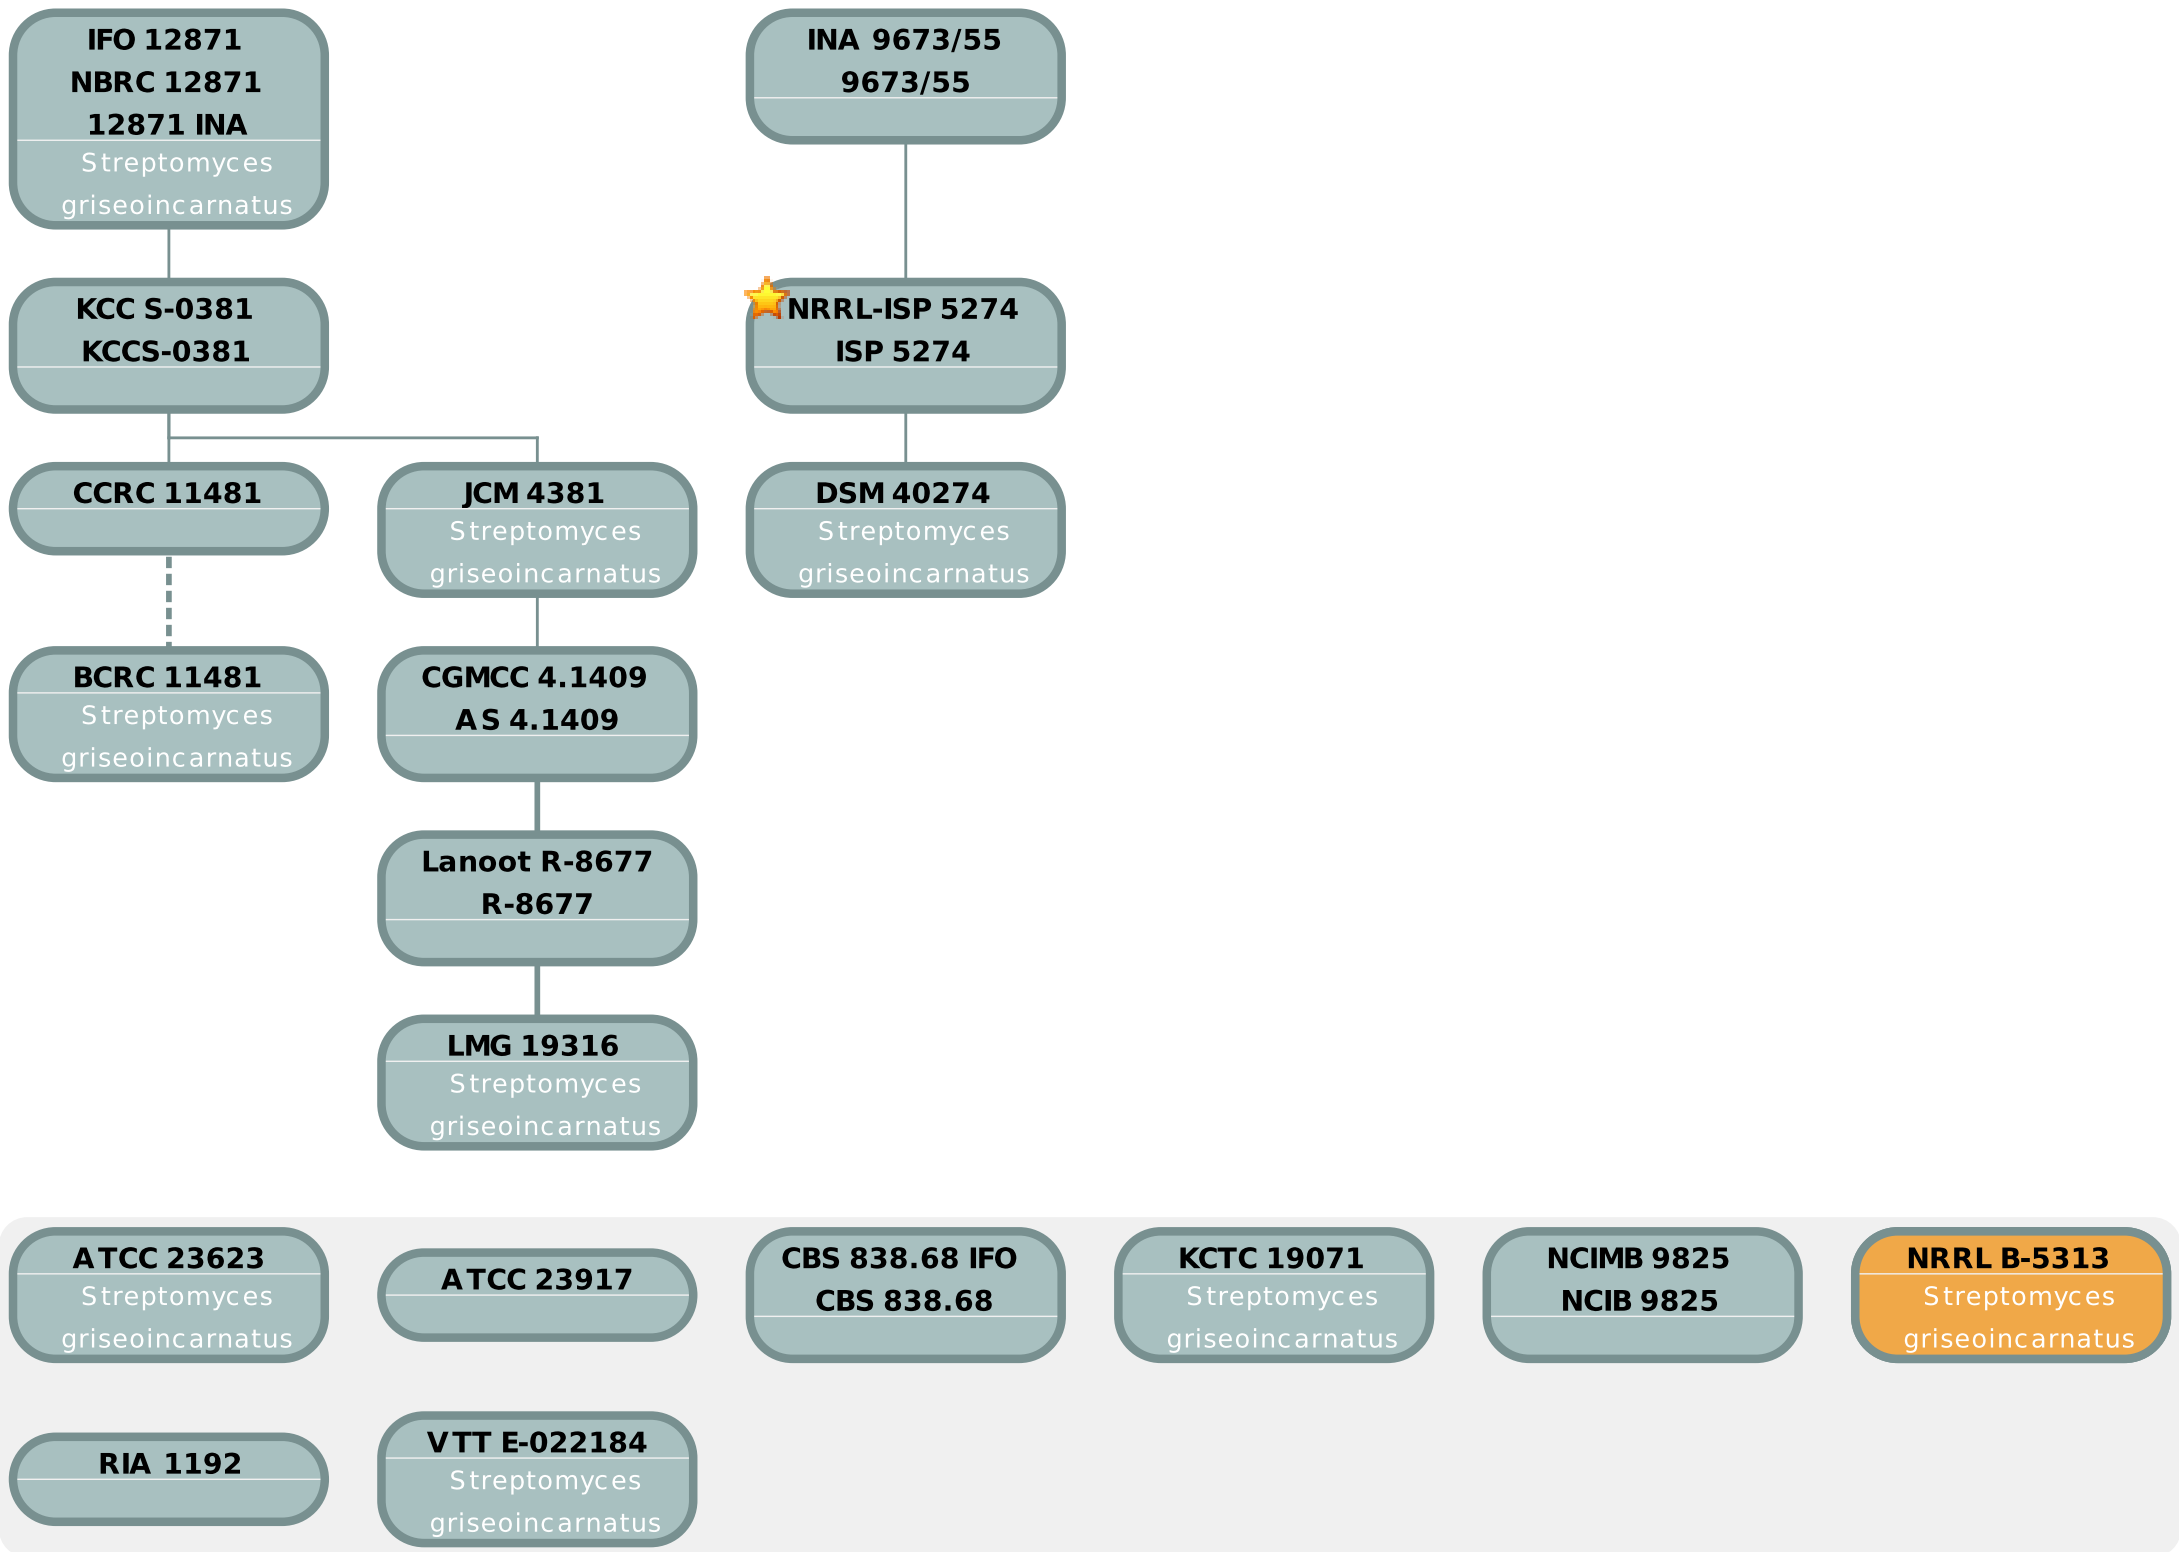 IFO 12871
NBRC 12871
12871 INA
Streptomyces
griseoincarnatus
INA 9673/55
9673/55
KCC S-0381
KCCS-0381
NRRL-ISP 5274
ISP 5274
CCRC 11481
JCM 4381
Streptomyces
griseoincarnatus
DSM 40274
Streptomyces
griseoincarnatus
BCRC 11481
Streptomyces
griseoincarnatus
CGMCC 4.1409
AS 4.1409
Lanoot R-8677
R-8677
LMG 19316
Streptomyces
griseoincarnatus
ATCC 23623
Streptomyces
griseoincarnatus
ATCC 23917
CBS 838.68 IFO
CBS 838.68
KCTC 19071
Streptomyces
griseoincarnatus
NCIMB 9825
NCIB 9825
NRRL B-5313
Streptomyces
griseoincarnatus
RIA 1192
VTT E-022184
Streptomyces
griseoincarnatus